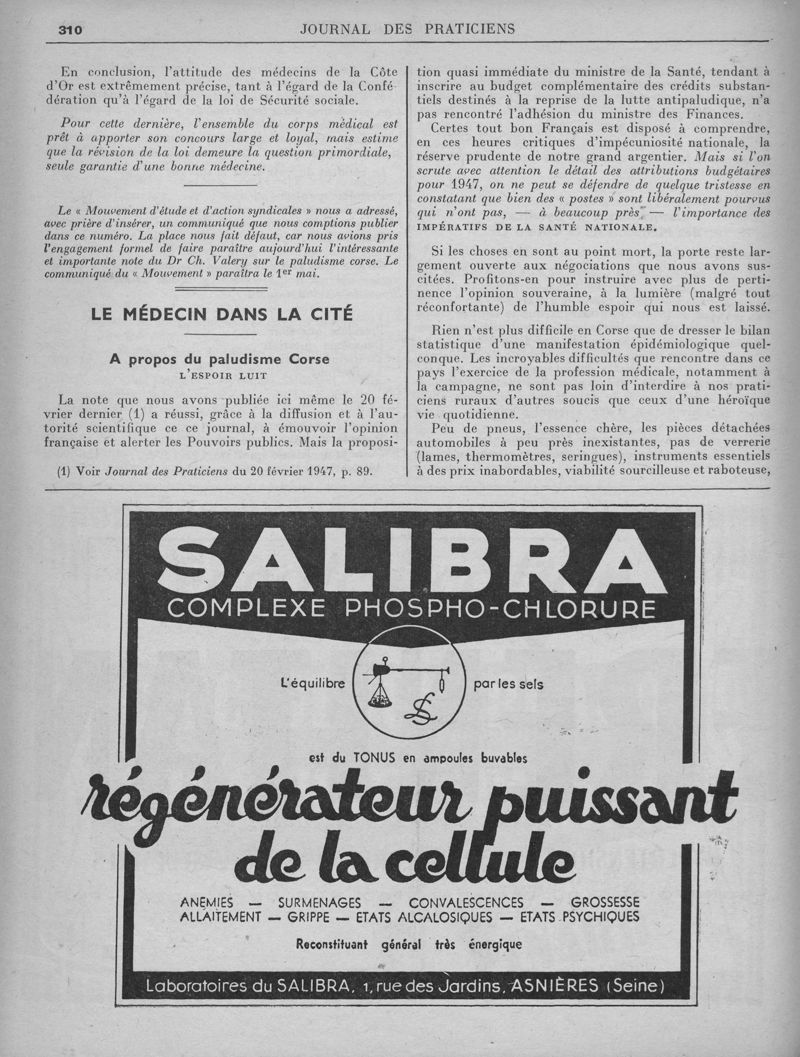 310
JOURNAL DES PRATICIENS
En conclusion, l'attitude des médecins de la Côte
d'Or est extrêmement précise, tant à l'égard de la Confé-
dération qu'à l'égard de la loi de Sécurité sociale.
Pour cette dernière, l'ensemble du corps médical est
prêt à apporter son concours large et loyal, mais estime
que la révision de la loi demeure la question primordiale,
seule garantie d'une bonne médecine.
Le « Mouvement d'étude et d'action syndicales » nous a adressé,
avec prière d'insérer, un communiqué que nous comptions publier
dans ce numéro. La place nous fait défaut, car nous avions pris
l'engagement formel de faire paraître aujourd'hui l'intéressante
et importante note du Dr Ch. Valery sur le paludisme corse. Le
communiqué du « Mouvement » paraîtra le 1er mai.
LE MÉDECIN DANS LA CITÉ
A propos du paludisme Corse
L'ESPOIR LUIT
La note que nous avons publiée ici même le 20 fé-
vrier dernier (1) a réussi, grâce à la diffusion et à l'au-
torité scientifique ce ce journal, à émouvoir l'opinion
française et alerter les Pouvoirs publics. Mais la proposi-
(1) Voir Journal des Praticiens du 20 février 1947, p. 89.
tion quasi immédiate du ministre de la Santé, tendant à
inscrire au budget complémentaire des crédits substan-
tiels destinés à la reprise de la lutte antipaludique, n'a
pas rencontré l'adhésion du ministre des Finances.
Certes tout bon Français est disposé à comprendre,
en ces heures critiques d'impécuniosité nationale, la
réserve prudente de notre grand argentier. Mais si l'on
scrute avec attention le détail des attributions budgétaires
pour 1947, on ne peut se défendre de quelque tristesse en
constatant que bien des « postes » sont libéralement pourvus
qui n'ont pas, — à beaucoup près, — l'importance des
IMPÉRATIFS DE LA SANTÉ NATIONALE.
Si les choses en sont au point mort, la porte reste lar-
gement ouverte aux négociations que nous avons sus-
citées. Profitons-en pour instruire avec plus de perti-
nence l'opinion souveraine, à la lumière (malgré tout
réconfortante) de l'humble espoir qui nous est laissé.
Rien n'est plus difficile en Corse que de dresser le bilan
statistique d'une manifestation épidémiologique quel-
conque. Les incroyables difficultés que rencontre dans ce
pays l'exercice de la profession médicale, notamment à
la campagne, ne sont pas loin d'interdire à nos prati-
ciens ruraux d'autres soucis que ceux d'une héroïque
vie quotidienne.
Peu de pneus, l'essence chère, les pièces détachées
automobiles à peu près inexistantes, pas de verrerie
(lames, thermomètres, seringues), instruments essentiels
à des prix inabordables, viabilité sourcilleuse et raboteuse,
SALIBRA
COMPLEXE PHOSPHO-CHLORURE
L'équilibre par les sels
LS
est du TONUS en ampoules buvables
régénérateur puissant
de la cellule
ANEMIES — SURMENAGES — CONVALESCENCES — GROSSESSE
ALLAITEMENT — GRIPPE — ETATS ALCALOSIQUES — ETATS PSYCHIQUES
Reconstituant général très énergique
Laboratoires du SALIBRA, 1, rue des Jardins, ASNIÈRES (Seine)